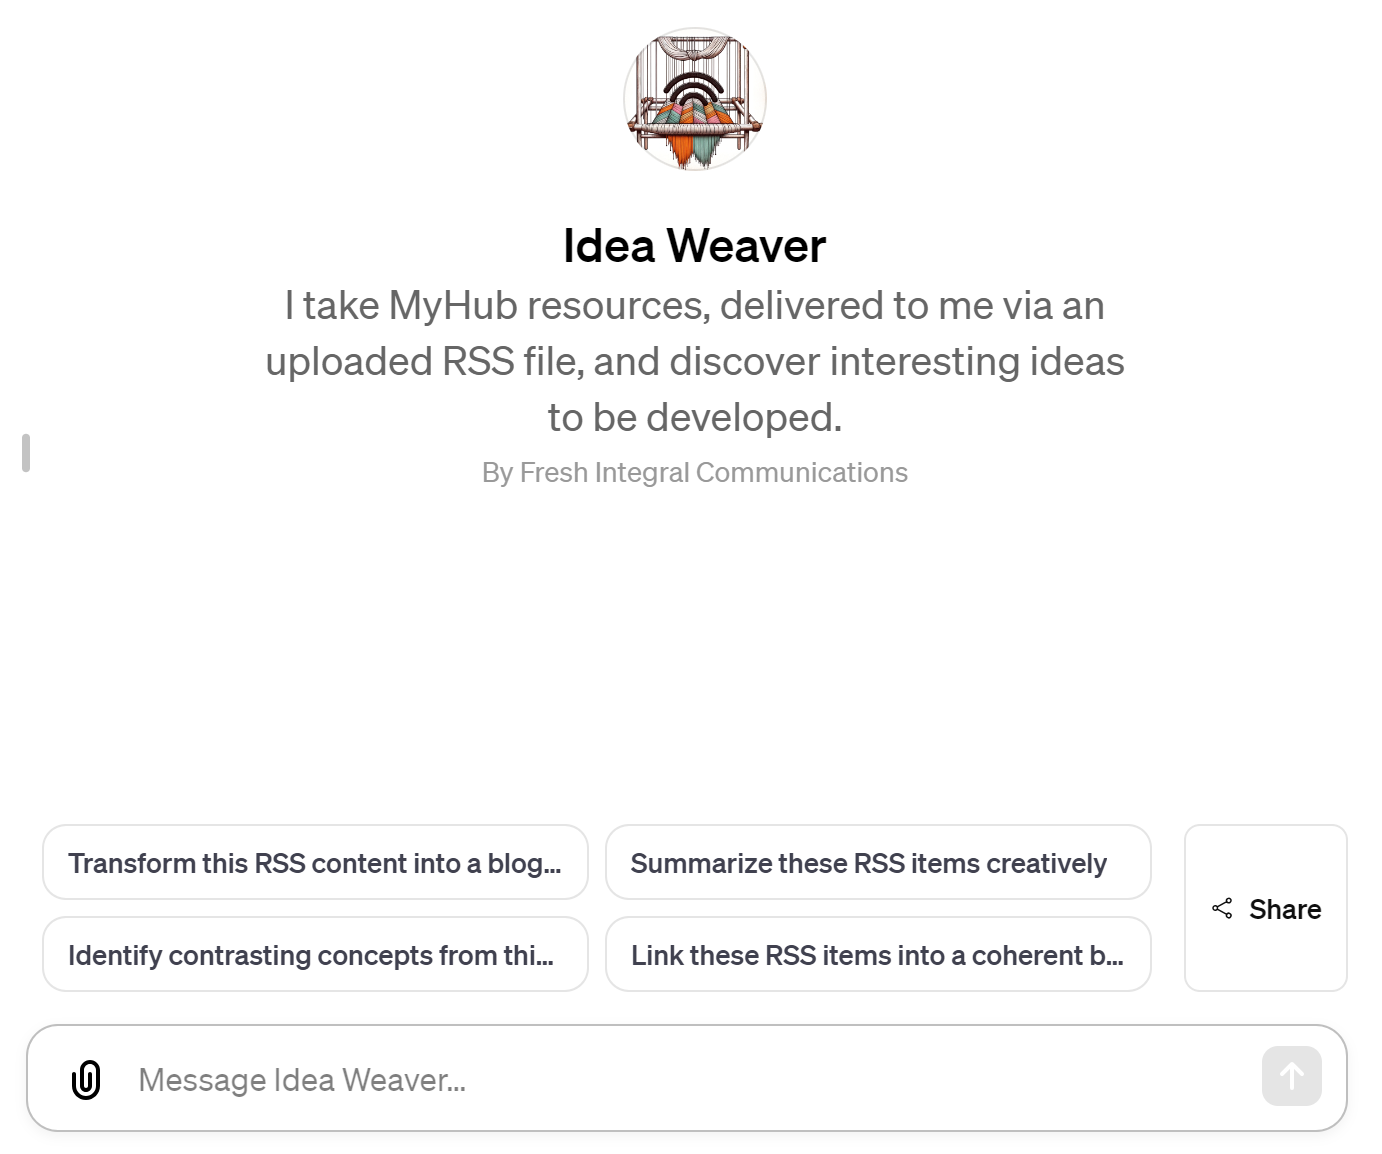 Idea Weaver
I take MyHub resources, delivered to me via an
uploaded RSS file, and discover interesting ideas
to be developed.
By Fresh Integral Communications
Transform this RSS content into a blog...
Summarize these RSS items creatively
Identify contrasting concepts from thi...
Link these RSS items into a coherent b...
Share
Message Idea Weaver...